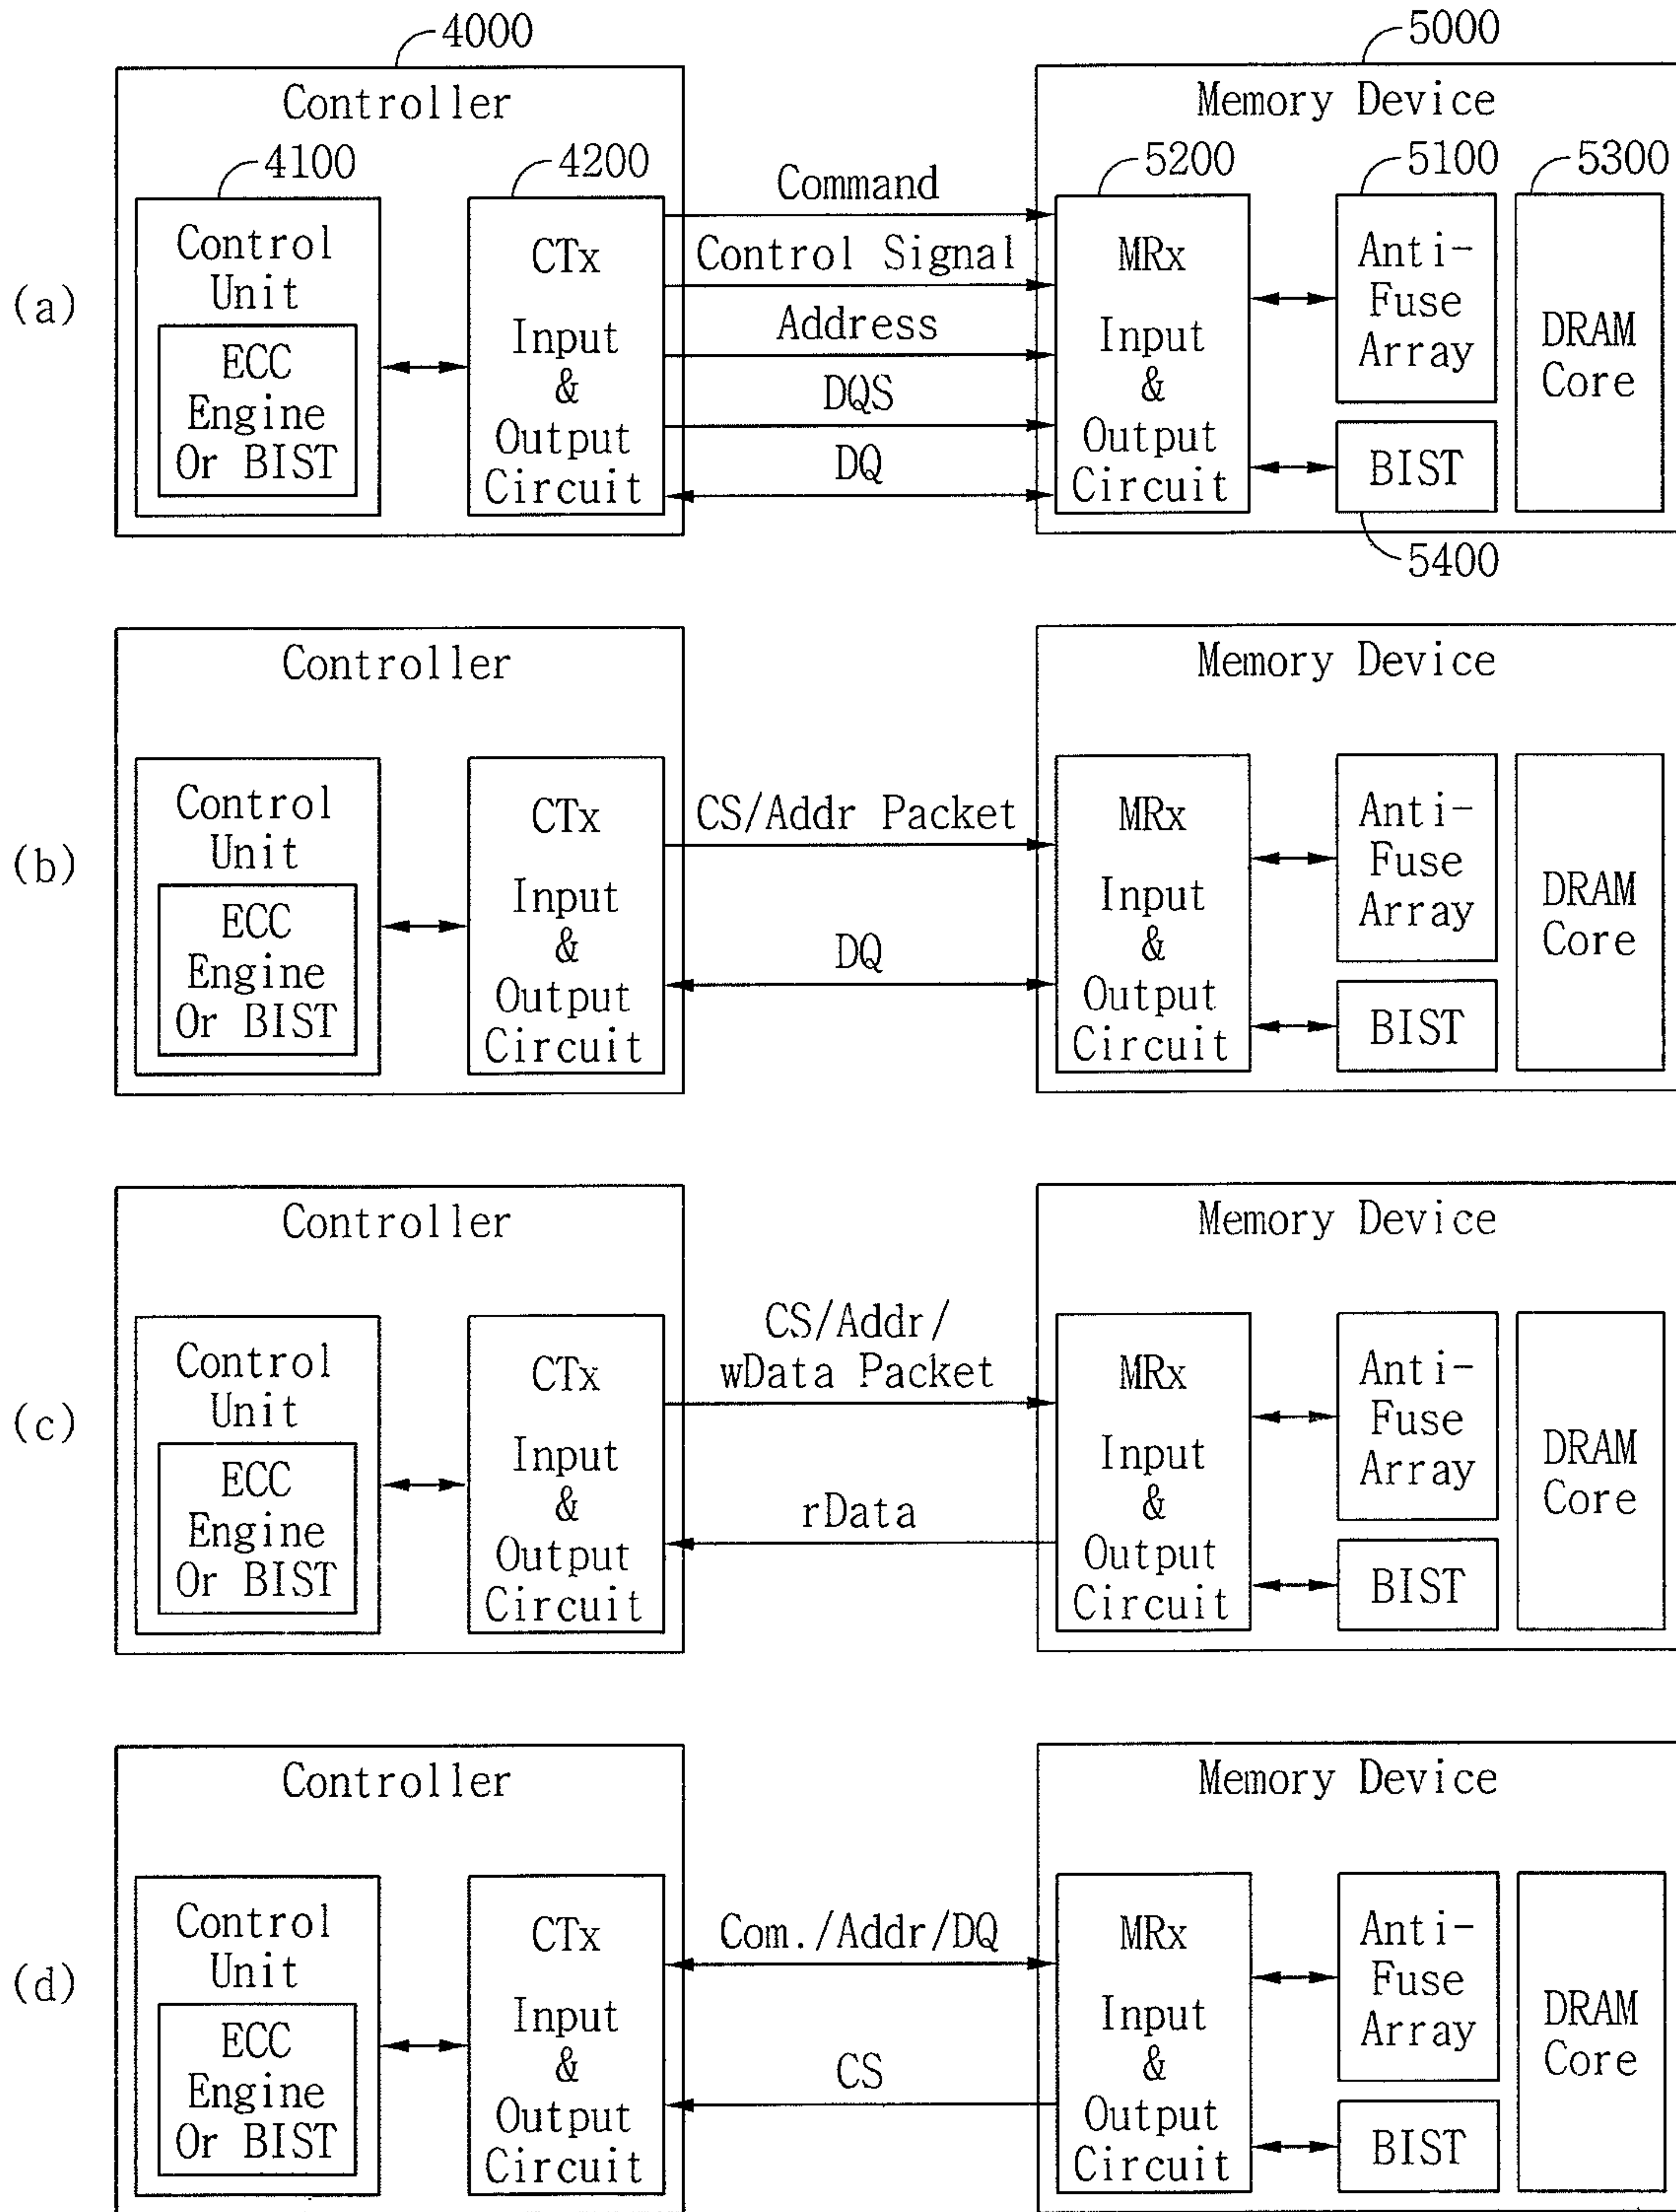 4000
5000
Controller
Memory Device
4100
4200
5200
5100
5300
(a)
Control
Unit
ECC
Engine
Or BIST
CTx
Input
&
Output
Circuit
Command
Control Signal
Address
DQS
DQ
MRx
Input
&
Output
Circuit
Anti-
Fuse
Array
BIST
DRAM
Core
5400
Controller
Memory Device
(b)
Control
Unit
ECC
Engine
Or BIST
CTx
Input
&
Output
Circuit
CS/Addr Packet
DQ
MRx
Input
&
Output
Circuit
Anti-
Fuse
Array
BIST
DRAM
Core
Controller
Memory Device
(c)
Control
Unit
ECC
Engine
Or BIST
CTx
Input
&
Output
Circuit
CS/Addr/
wData Packet
rData
MRx
Input
&
Output
Circuit
Anti-
Fuse
Array
BIST
DRAM
Core
Controller
Memory Device
(d)
Control
Unit
ECC
Engine
Or BIST
CTx
Input
&
Output
Circuit
Com./Addr/DQ
CS
MRx
Input
&
Output
Circuit
Anti-
Fuse
Array
BIST
DRAM
Core